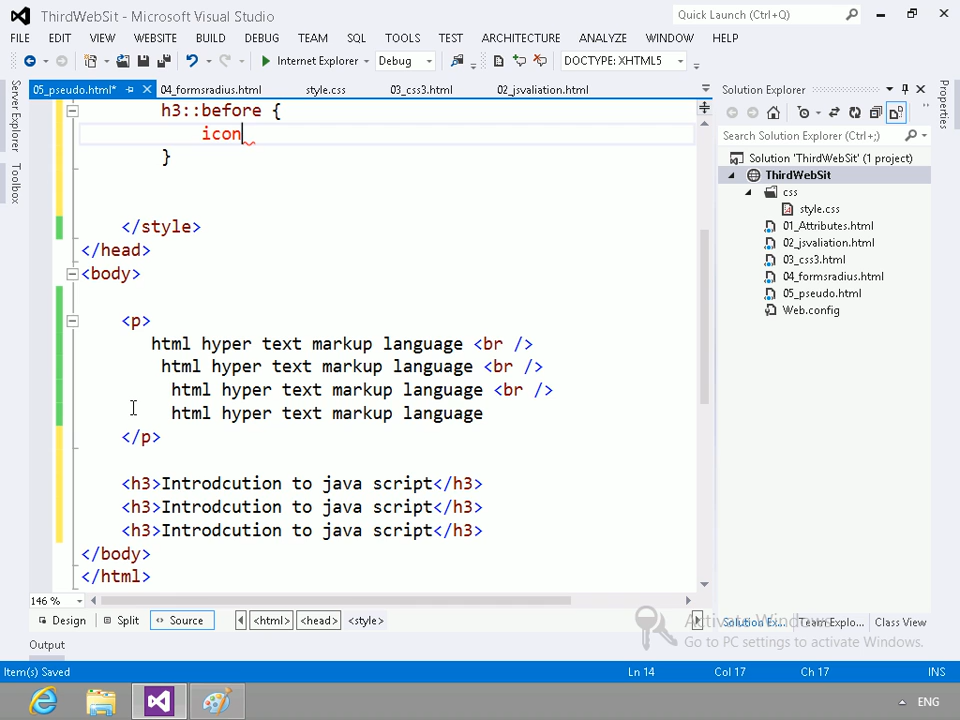 ThirdWebSit - Microsoft Visual Studio
Quick Launch (Ctrl+Q)
FILE EDIT VIEW WEBSITE BUILD DEBUG TEAM SQL TOOLS TEST ARCHITECTURE ANALYZE WINDOW HELP
Internet Explorer Debug DOCTYPE: XHTML5
05_pseudo.html* 04_formsradius.html style.css 03_css3.html 02_jsvaliation.html
Server Explorer
Toolbox
h3::before {
icon
}
</style>
</head>
<body>
<p>
html hyper text markup language <br />
html hyper text markup language <br />
html hyper text markup language <br />
html hyper text markup language
</p>
<h3>Introdcution to java script</h3>
<h3>Introdcution to java script</h3>
<h3>Introdcution to java script</h3>
</body>
</html>
146 %
Design Split Source <html> <head> <style>
Output
Solution Explorer
Search Solution Explorer (Ctrl+;)
Solution 'ThirdWebSit' (1 project)
ThirdWebSit
css
style.css
01_Attributes.html
02_jsvaliation.html
03_css3.html
04_formsradius.html
05_pseudo.html
Web.config
Properties
Activate Windows
Go to PC settings to activate Windows.
Solution Ex... Team Explo... Class View
Item(s) Saved Ln 14 Col 17 Ch 17 INS
ENG